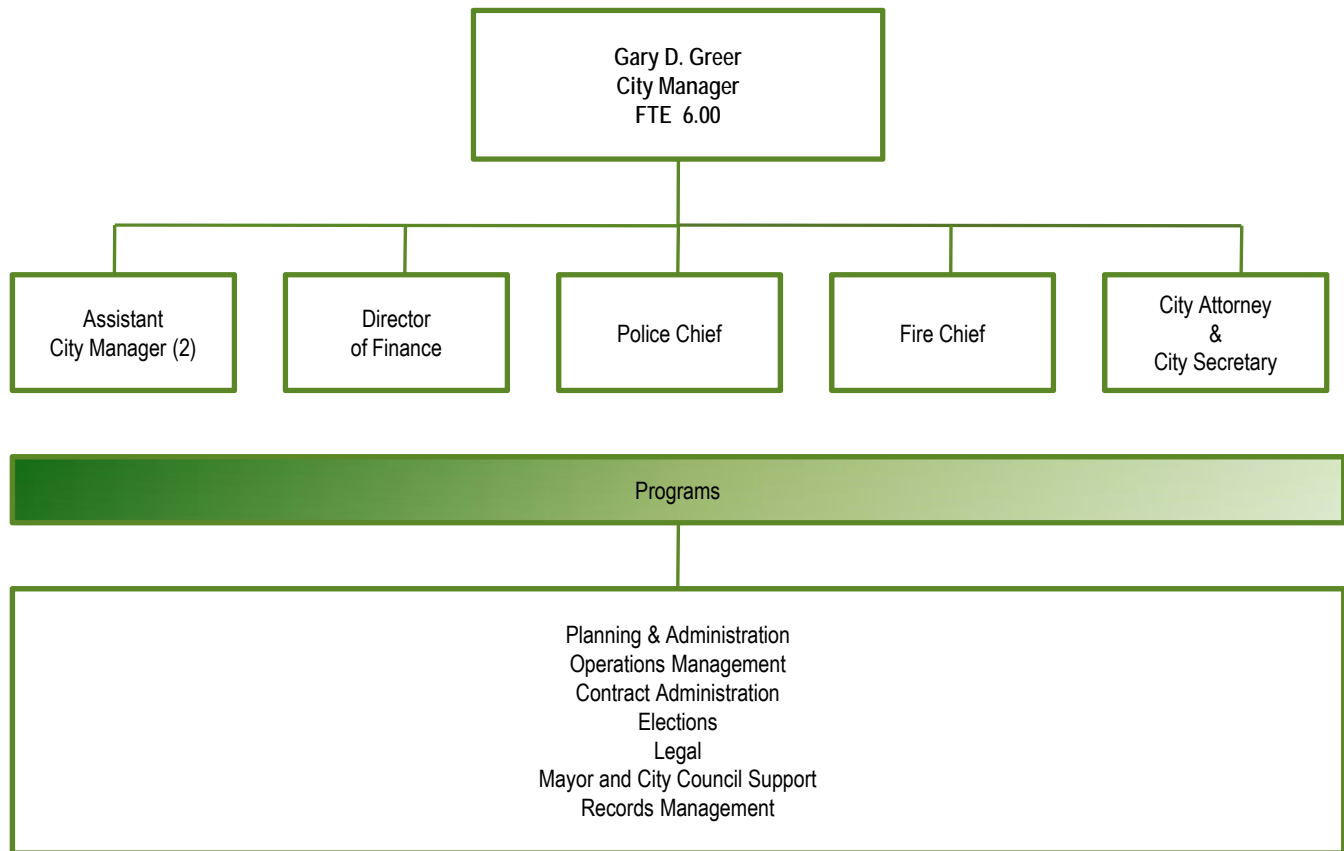 Gary D. Greer
City Manager
FTE 6.00
Assistant
City Manager (2)
Director
of Finance
Police Chief
Fire Chief
City Attorney
&
City Secretary
Programs
Planning & Administration
Operations Management
Contract Administration
Elections
Legal
Mayor and City Council Support
Records Management